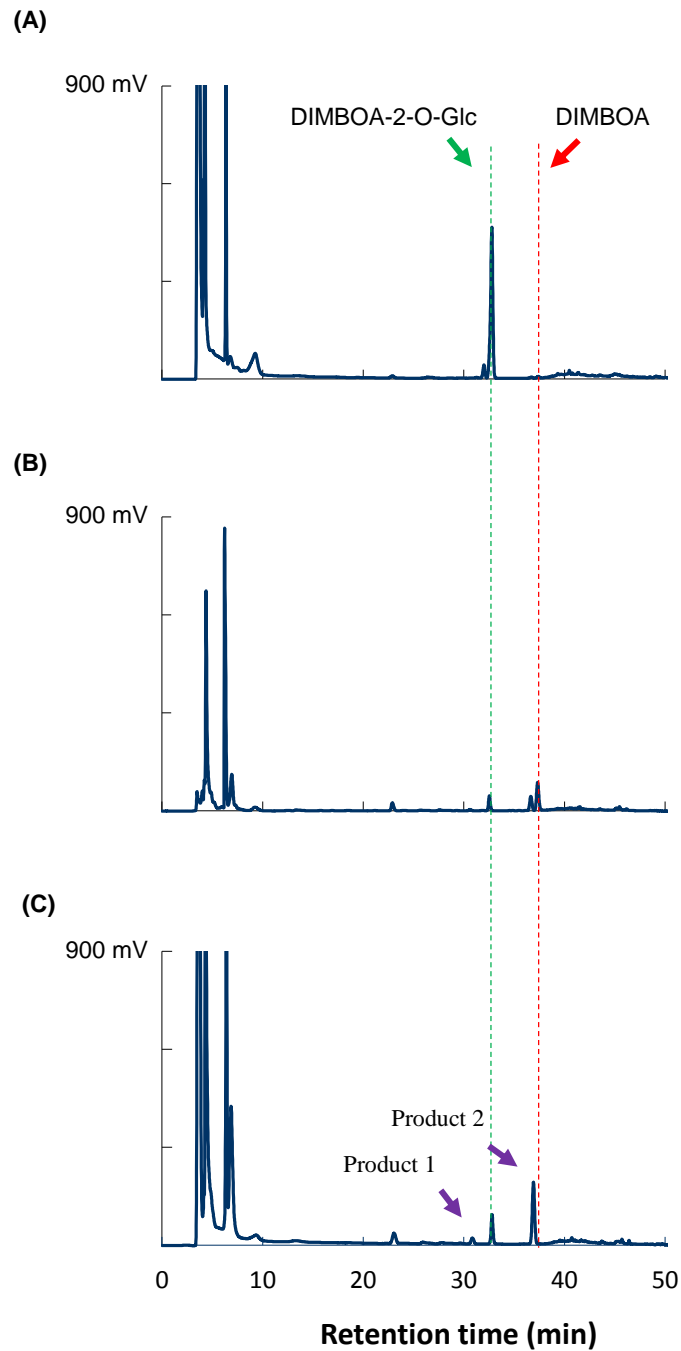 (A)
900 mV
DIMBOA-2-O-Glc
DIMBOA
(B)
900 mV
(C)
900 mV
Product 2
Product 1
0 10 20 30 40 50
Retention time (min)